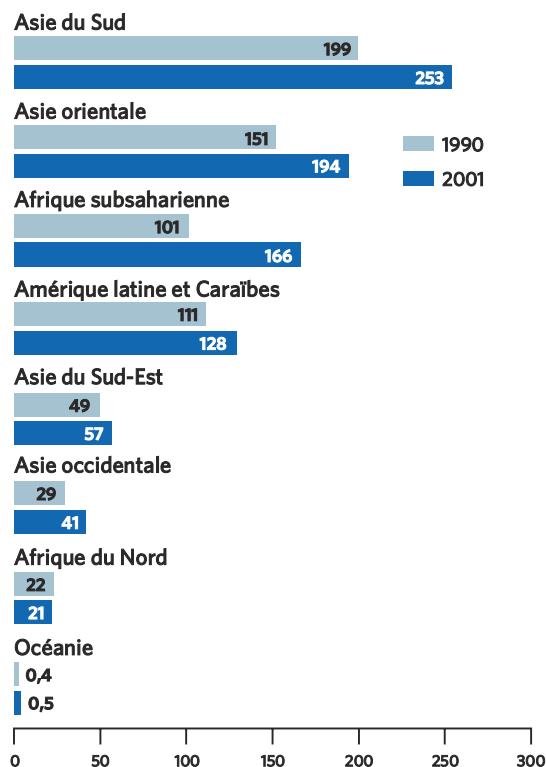 Asie du Sud
199
253
Asie orientale
151
1990
194
2001
Afrique subsaharienne
101
166
Amérique latine et Caraïbes
111
128
Asie du Sud-Est
49
57
Asie occidentale
29
41
Afrique du Nord
22
21
Océanie
0,4
0,5
0 50 100 150 200 250 300